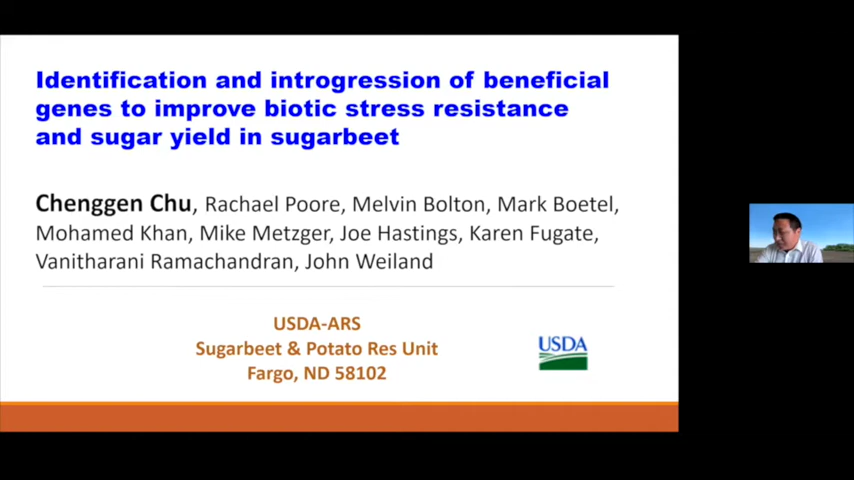 Identification and introgression of beneficial
genes to improve biotic stress resistance
and sugar yield in sugarbeet
Chenggen Chu, Rachael Poore, Melvin Bolton, Mark Boetel,
Mohamed Khan, Mike Metzger, Joe Hastings, Karen Fugate,
Vanitharani Ramachandran, John Weiland
USDA-ARS
Sugarbeet & Potato Res Unit
Fargo, ND 58102
USDA